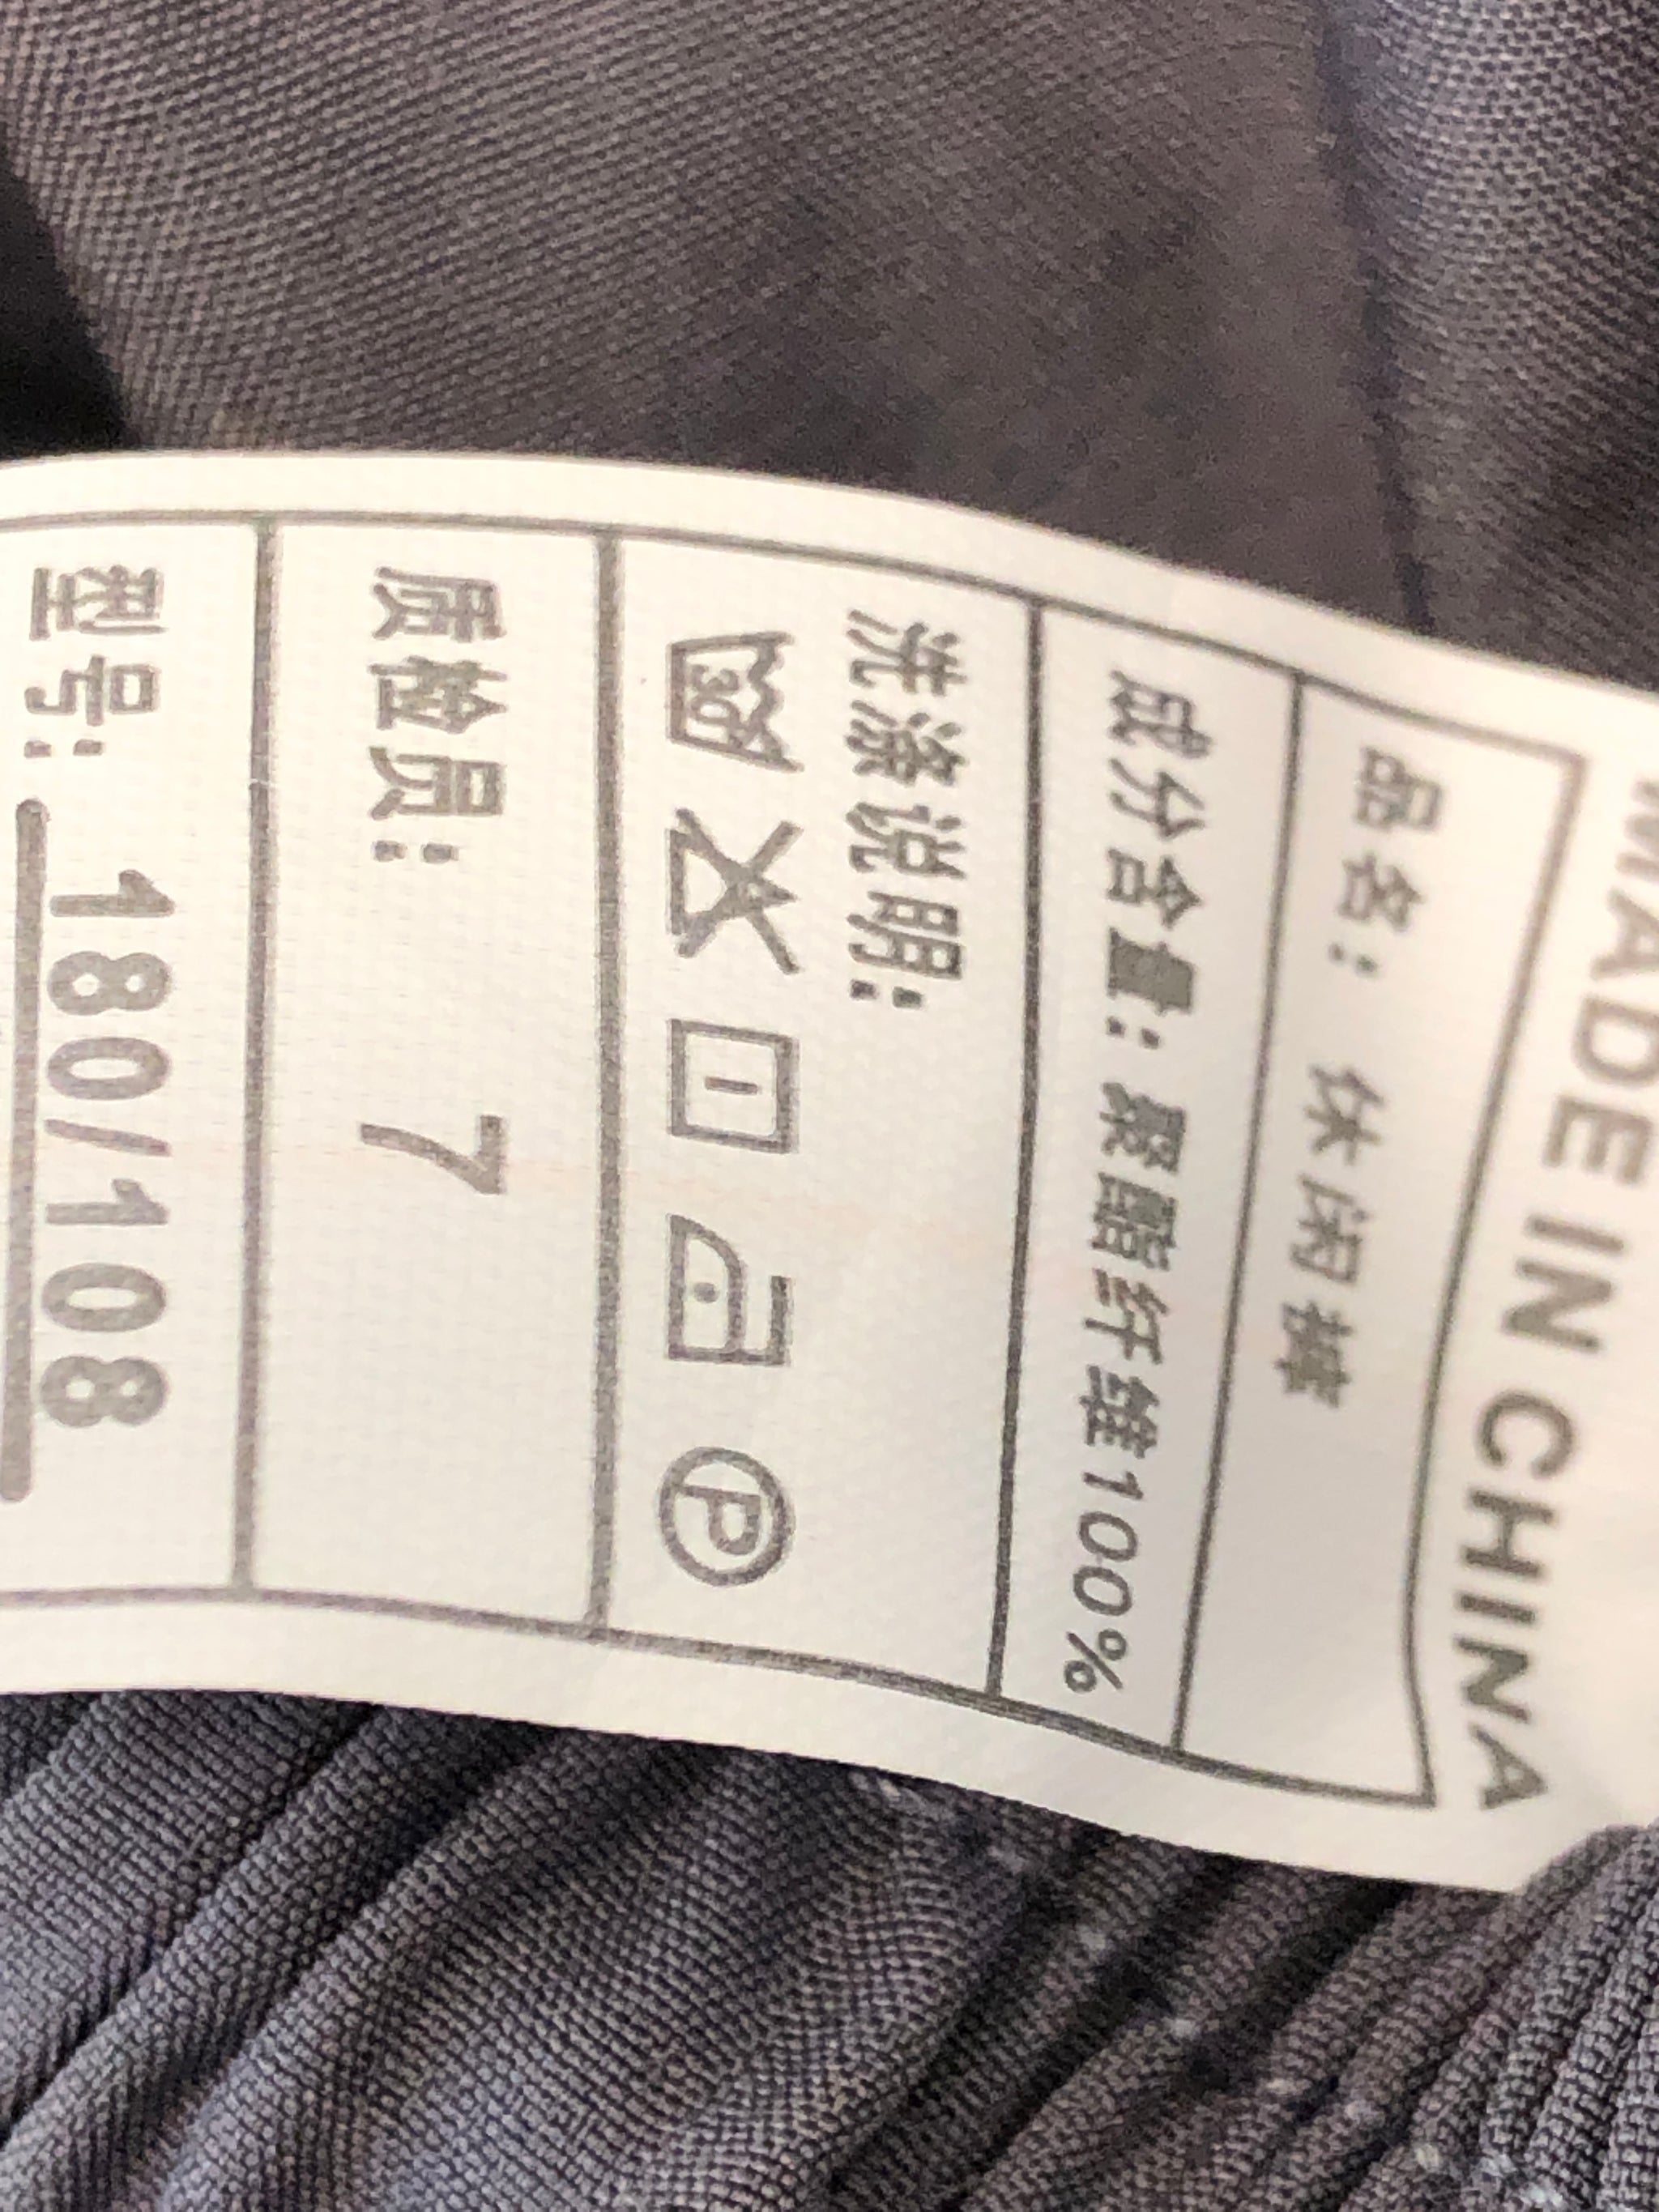 MADE IN CHINA
品名： 休闲裤
成分含量：聚酯纤维100%
洗涤说明：
30 P
质检员： 7
型号： 180/108